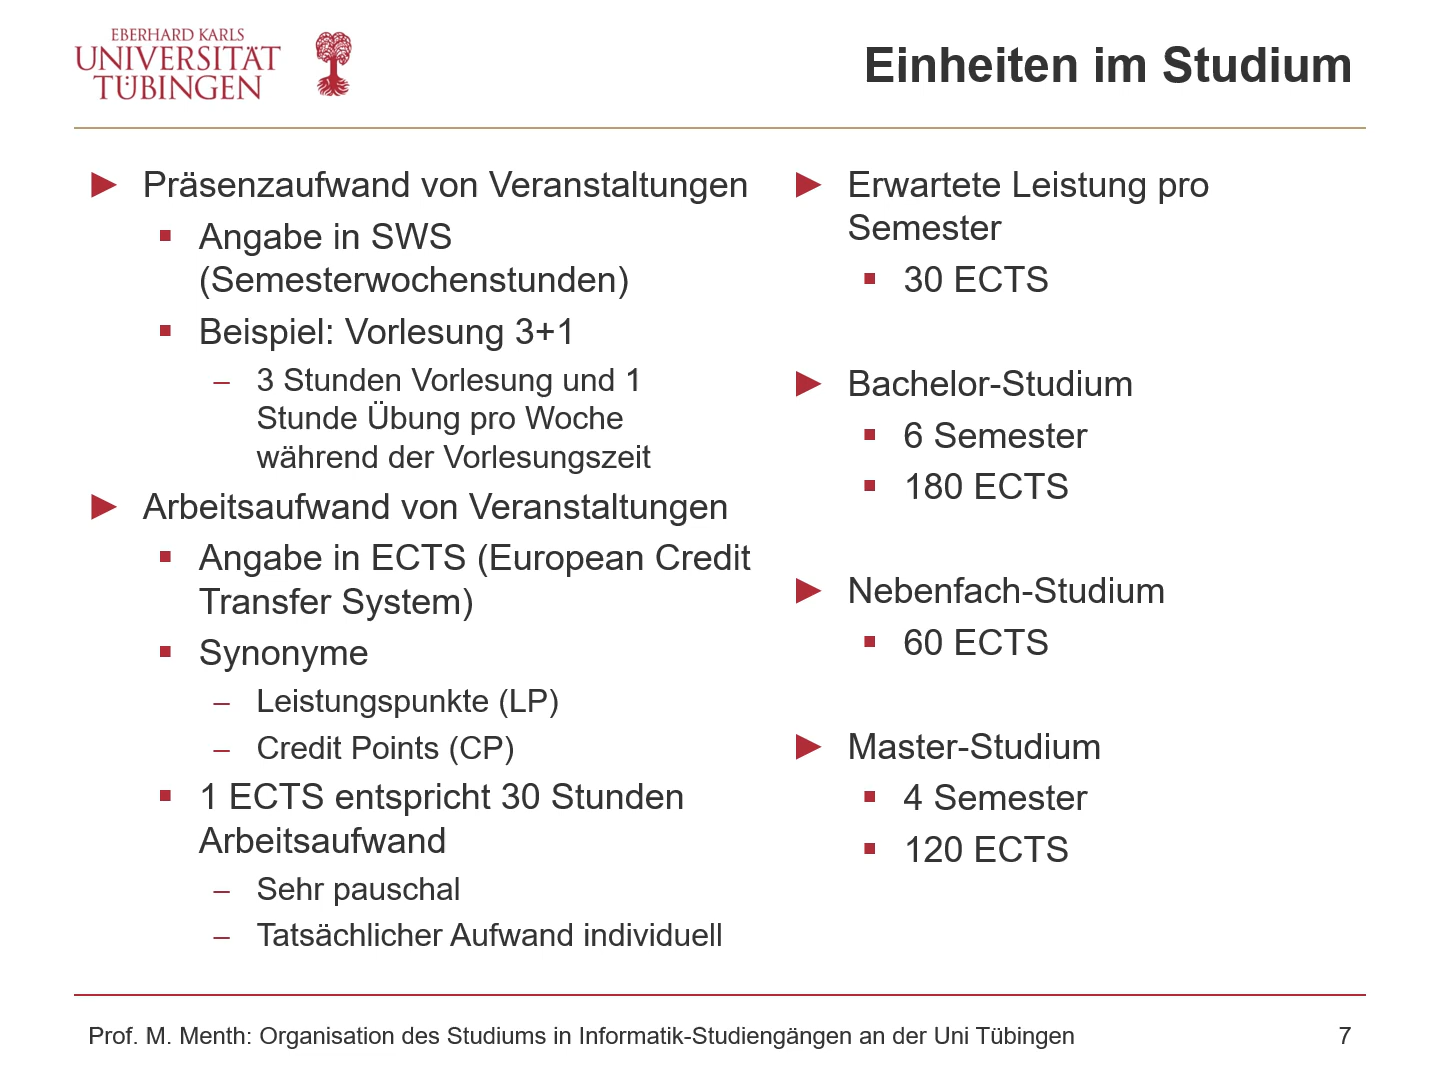 EBERHARD KARLS
UNIVERSITÄT
TÜBINGEN
Einheiten im Studium
► Präsenzaufwand von Veranstaltungen
▪ Angabe in SWS
(Semesterwochenstunden)
▪ Beispiel: Vorlesung 3+1
– 3 Stunden Vorlesung und 1
Stunde Übung pro Woche
während der Vorlesungszeit
► Arbeitsaufwand von Veranstaltungen
▪ Angabe in ECTS (European Credit
Transfer System)
▪ Synonyme
– Leistungspunkte (LP)
– Credit Points (CP)
▪ 1 ECTS entspricht 30 Stunden
Arbeitsaufwand
– Sehr pauschal
– Tatsächlicher Aufwand individuell
► Erwartete Leistung pro
Semester
▪ 30 ECTS
► Bachelor-Studium
▪ 6 Semester
▪ 180 ECTS
► Nebenfach-Studium
▪ 60 ECTS
► Master-Studium
▪ 4 Semester
▪ 120 ECTS
Prof. M. Menth: Organisation des Studiums in Informatik-Studiengängen an der Uni Tübingen
7